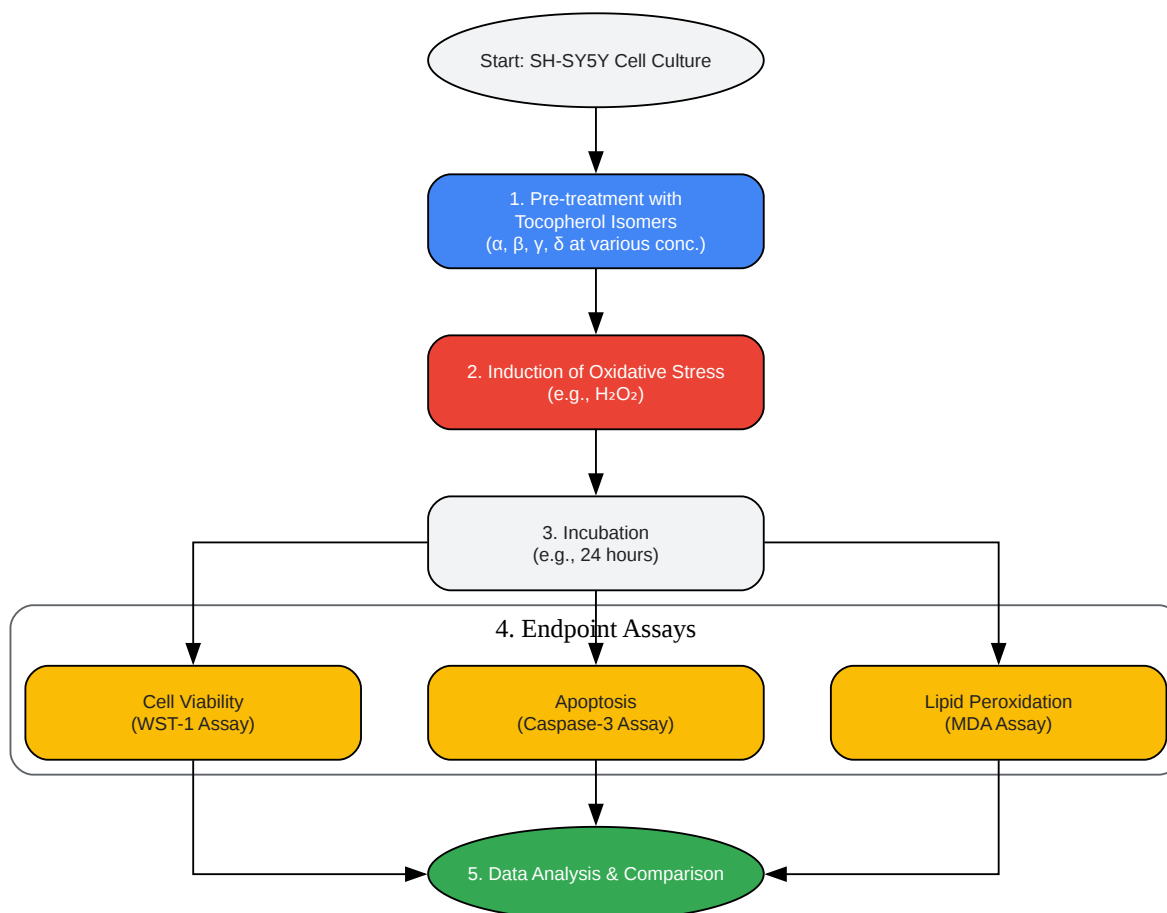 Start: SH-SY5Y Cell Culture
1. Pre-treatment with
Tocopherol Isomers
(α, β, γ, δ at various conc.)
2. Induction of Oxidative Stress
(e.g., H₂O₂)
3. Incubation
(e.g., 24 hours)
4. Endpoint Assays
Cell Viability
(WST-1 Assay)
Apoptosis
(Caspase-3 Assay)
Lipid Peroxidation
(MDA Assay)
5. Data Analysis & Comparison